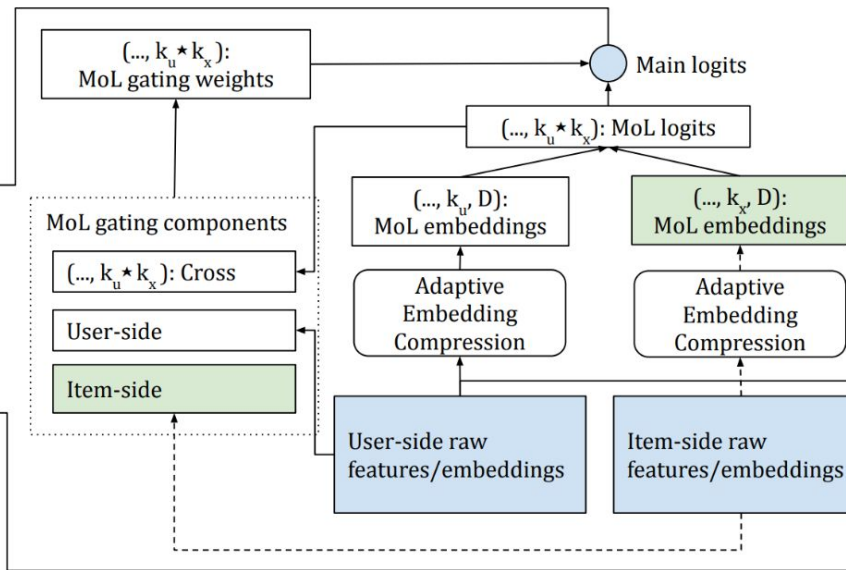 (..., k_u ⋆ k_x):
MoL gating weights
Main logits
(..., k_u ⋆ k_x): MoL logits
MoL gating components
(..., k_u ⋆ k_x): Cross
User-side
Item-side
(..., k_u, D):
MoL embeddings
(..., k_x, D):
MoL embeddings
Adaptive
Embedding
Compression
Adaptive
Embedding
Compression
User-side raw
features/embeddings
Item-side raw
features/embeddings